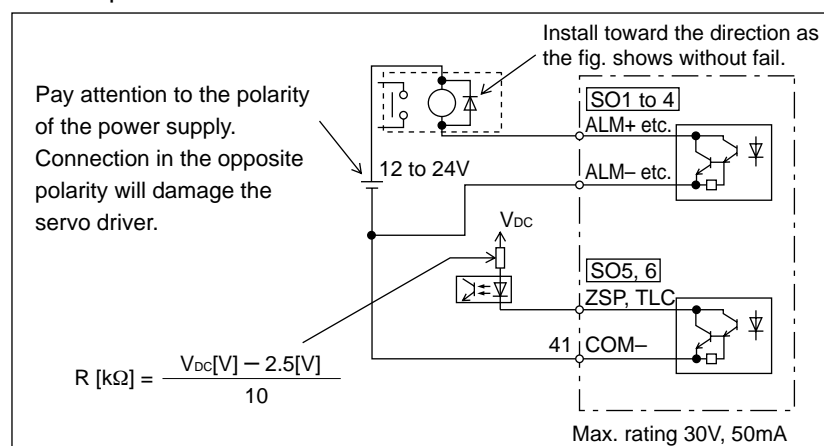 Install toward the direction as
the fig. shows without fail.
Pay attention to the polarity
of the power supply.
Connection in the opposite
polarity will damage the
servo driver.
SO1 to 4
ALM+ etc.
12 to 24V
ALM– etc.
VDC
SO5, 6
ZSP, TLC
41 COM–
R [kΩ] = VDC[V] — 2.5[V]
10
Max. rating 30V, 50mA